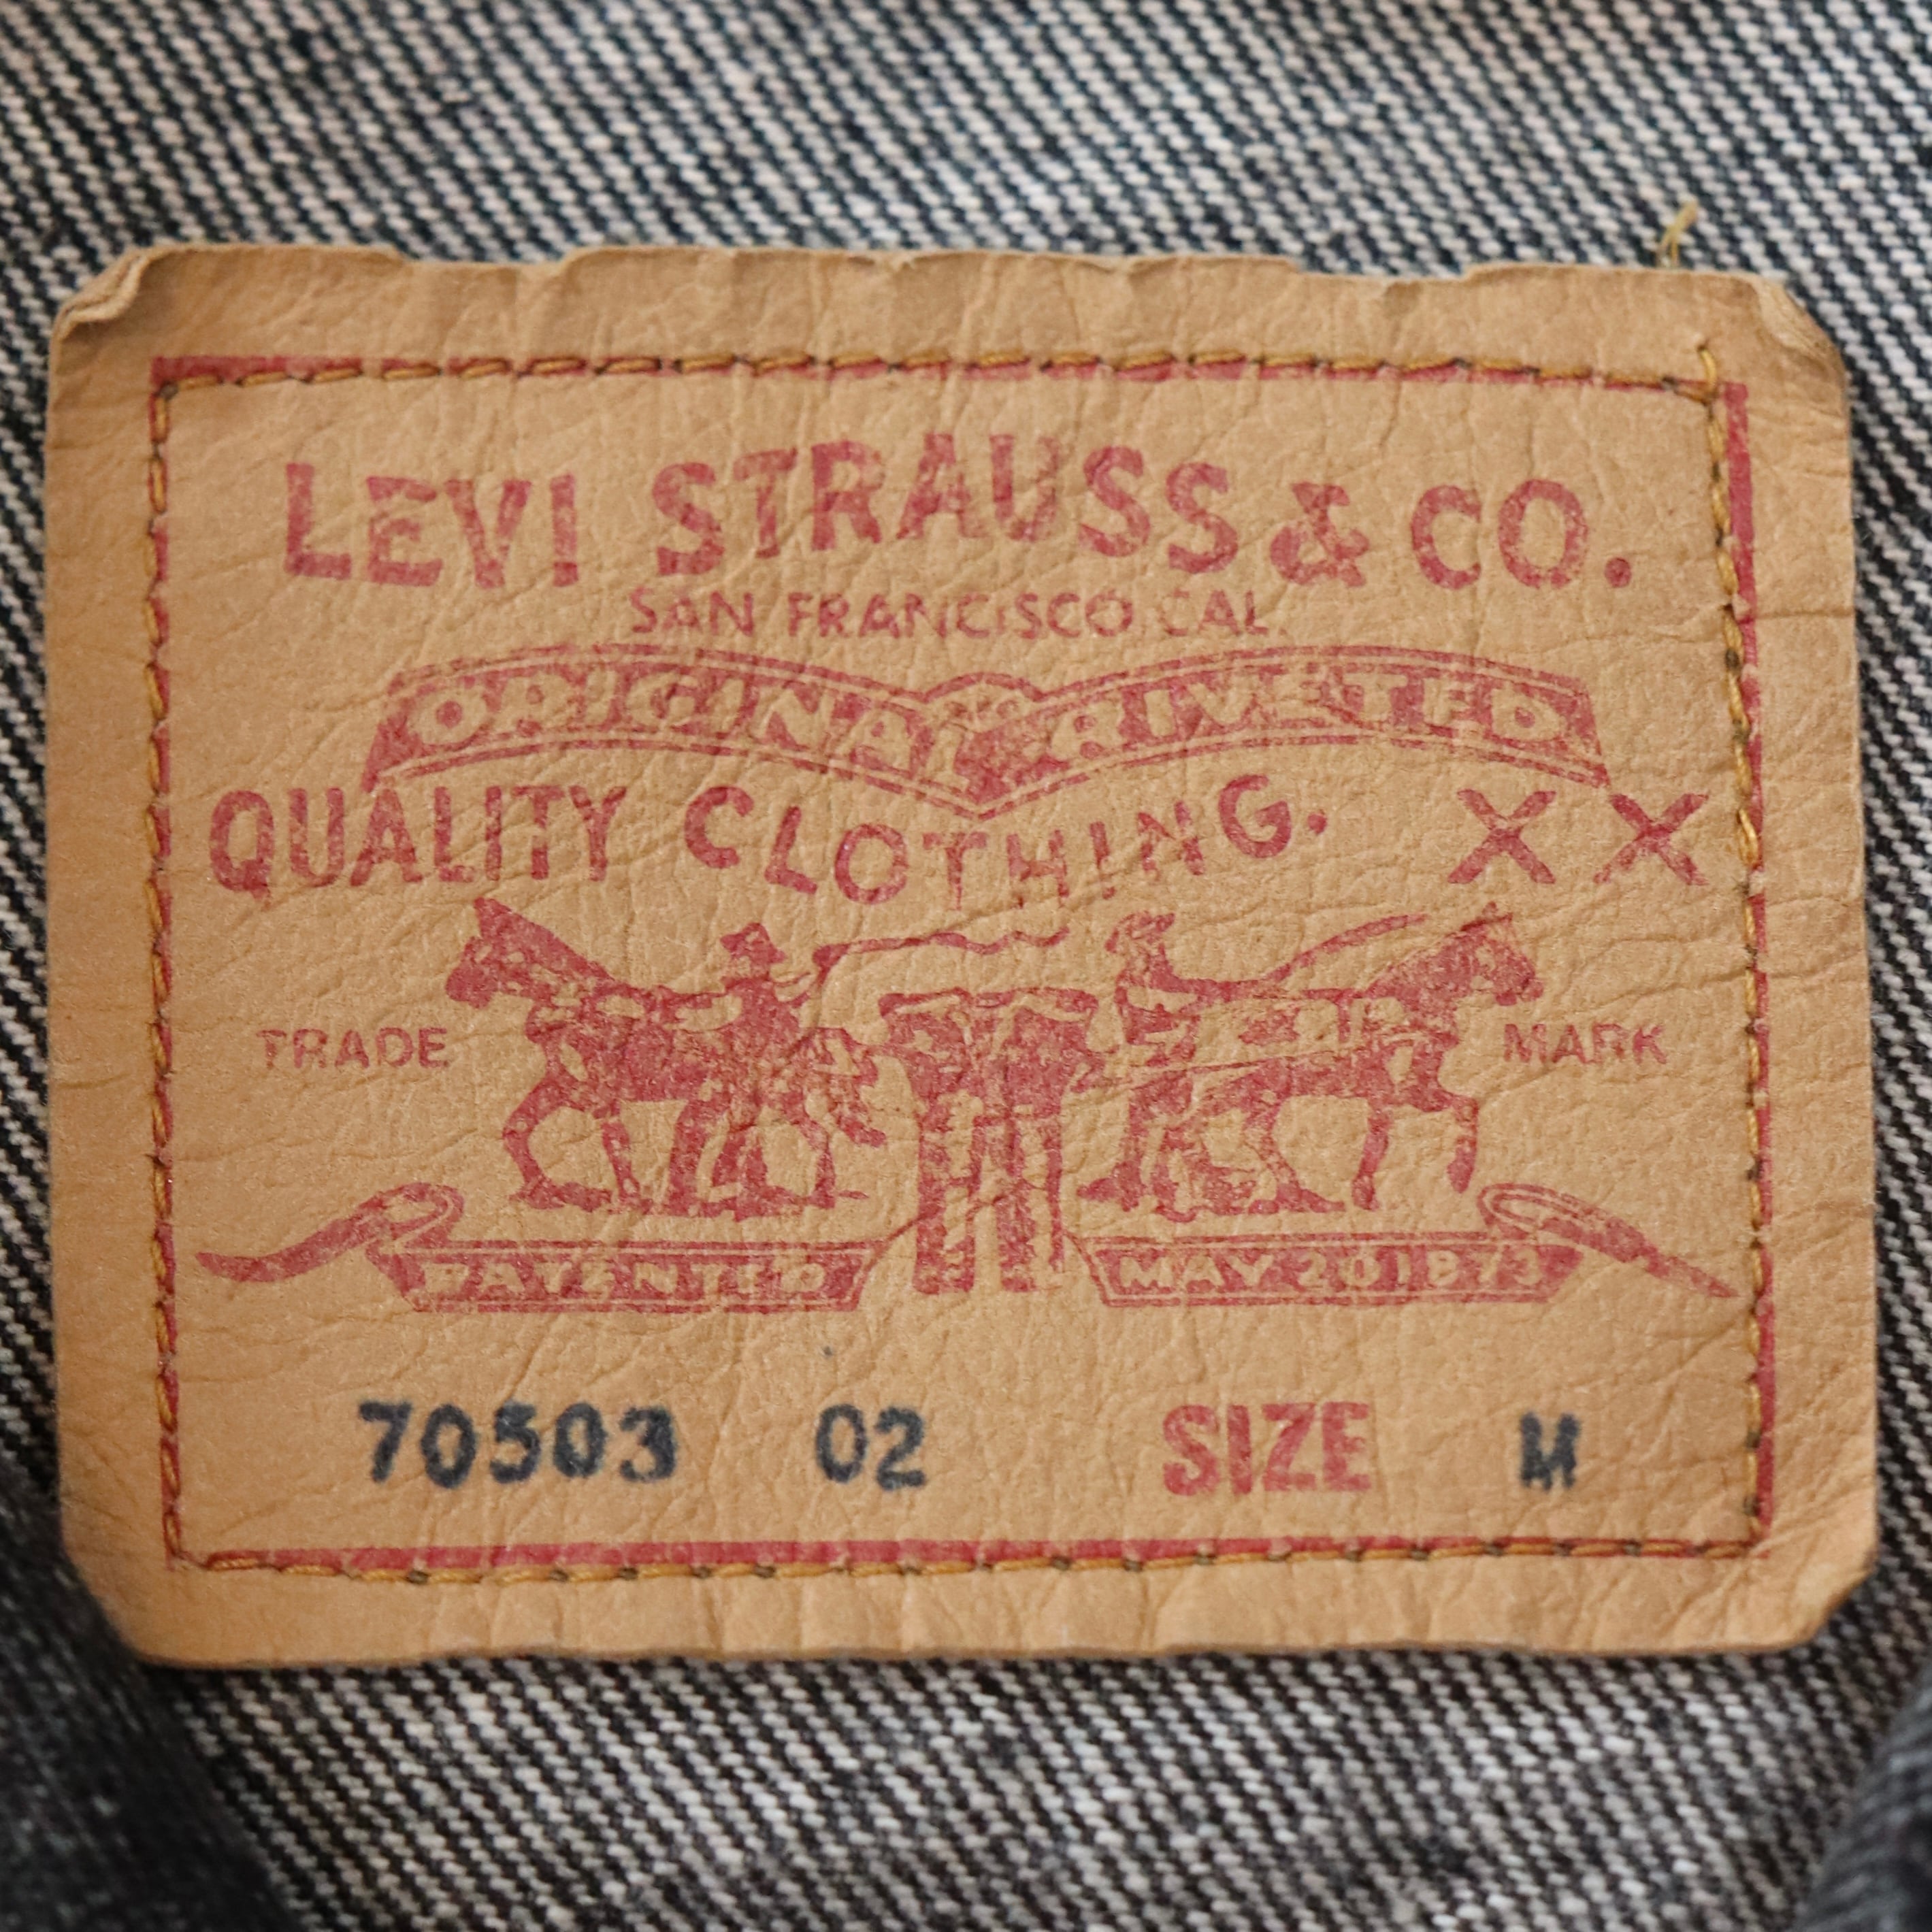 LEVI STRAUSS & CO.
SAN FRANCISCO CAL.
ORIGINAL RIVETED
QUALITY CLOTHING. XX
TRADE MARK
PATENTED MAY 20 1873
70503 02 SIZE M